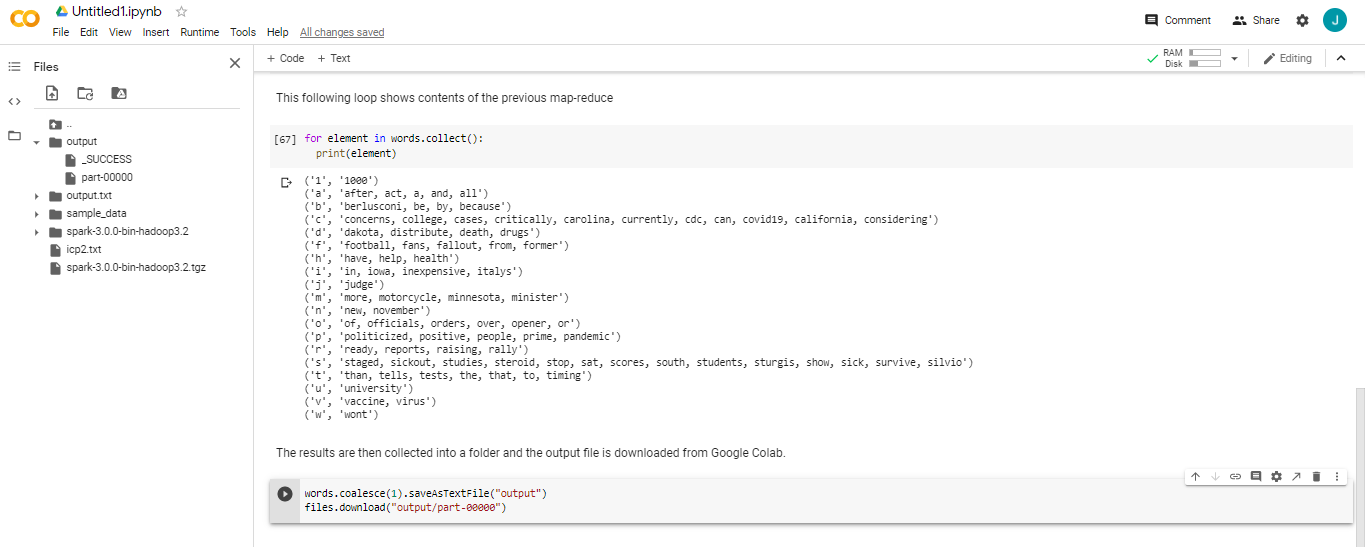 Untitled1.ipynb
File Edit View Insert Runtime Tools Help All changes saved
Comment Share J
Files
+ Code + Text
RAM
Disk
Editing
..
output
_SUCCESS
part-00000
output.txt
sample_data
spark-3.0.0-bin-hadoop3.2
icp2.txt
spark-3.0.0-bin-hadoop3.2.tgz
This following loop shows contents of the previous map-reduce
[67] for element in words.collect():
print(element)
('1', '1000')
('a', 'after, act, a, and, all')
('b', 'berlusconi, be, by, because')
('c', 'concerns, college, cases, critically, carolina, currently, cdc, can, covid19, california, considering')
('d', 'dakota, distribute, death, drugs')
('f', 'football, fans, fallout, from, former')
('h', 'have, help, health')
('i', 'in, iowa, inexpensive, italys')
('j', 'judge')
('m', 'more, motorcycle, minnesota, minister')
('n', 'new, november')
('o', 'of, officials, orders, over, opener, or')
('p', 'politicized, positive, people, prime, pandemic')
('r', 'ready, reports, raising, rally')
('s', 'staged, sickout, studies, steroid, stop, sat, scores, south, students, sturgis, show, sick, survive, silvio')
('t', 'than, tells, tests, the, that, to, timing')
('u', 'university')
('v', 'vaccine, virus')
('w', 'wont')
The results are then collected into a folder and the output file is downloaded from Google Colab.
words.coalesce(1).saveAsTextFile("output")
files.download("output/part-00000")